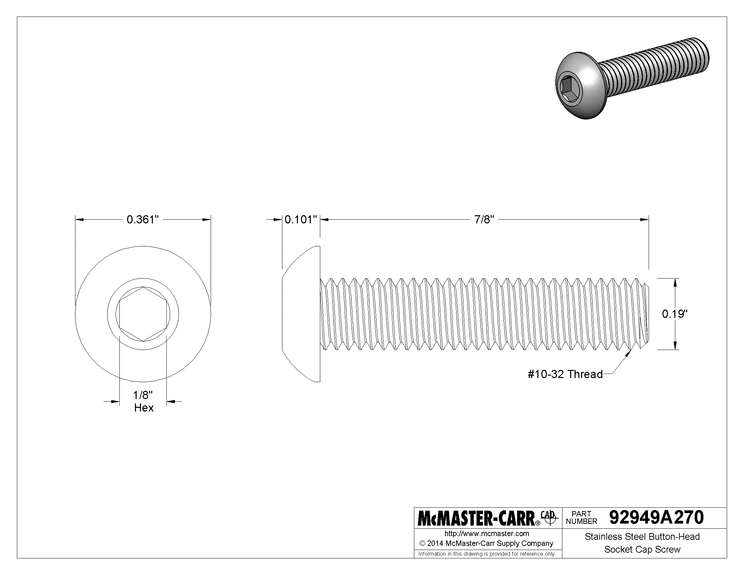 0.361"
0.101"
7/8"
0.19"
#10-32 Thread
1/8"
Hex
McMASTER-CARR® CAD
http://www.mcmaster.com
© 2014 McMaster-Carr Supply Company
Information in this drawing is provided for reference only.
PART
NUMBER
92949A270
Stainless Steel Button-Head
Socket Cap Screw